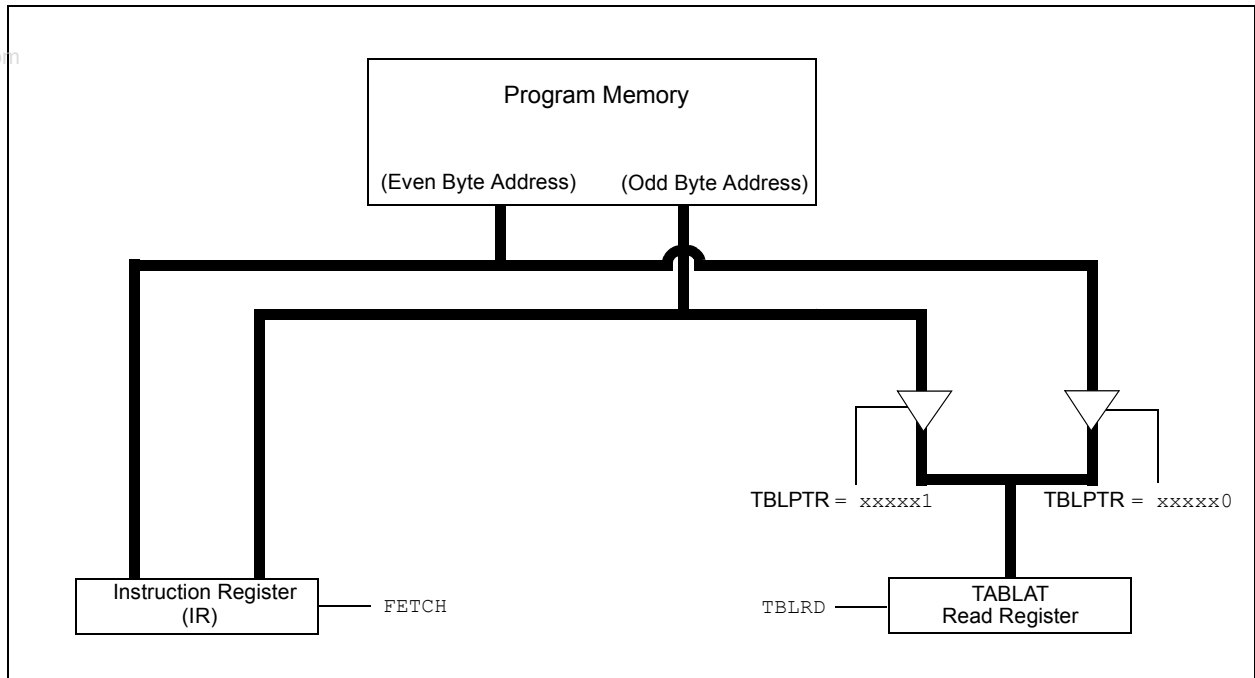 om
Program Memory
(Even Byte Address) (Odd Byte Address)
TBLPTR = xxxxx1 TBLPTR = xxxxx0
Instruction Register
(IR)
FETCH
TBLRD
TABLAT
Read Register